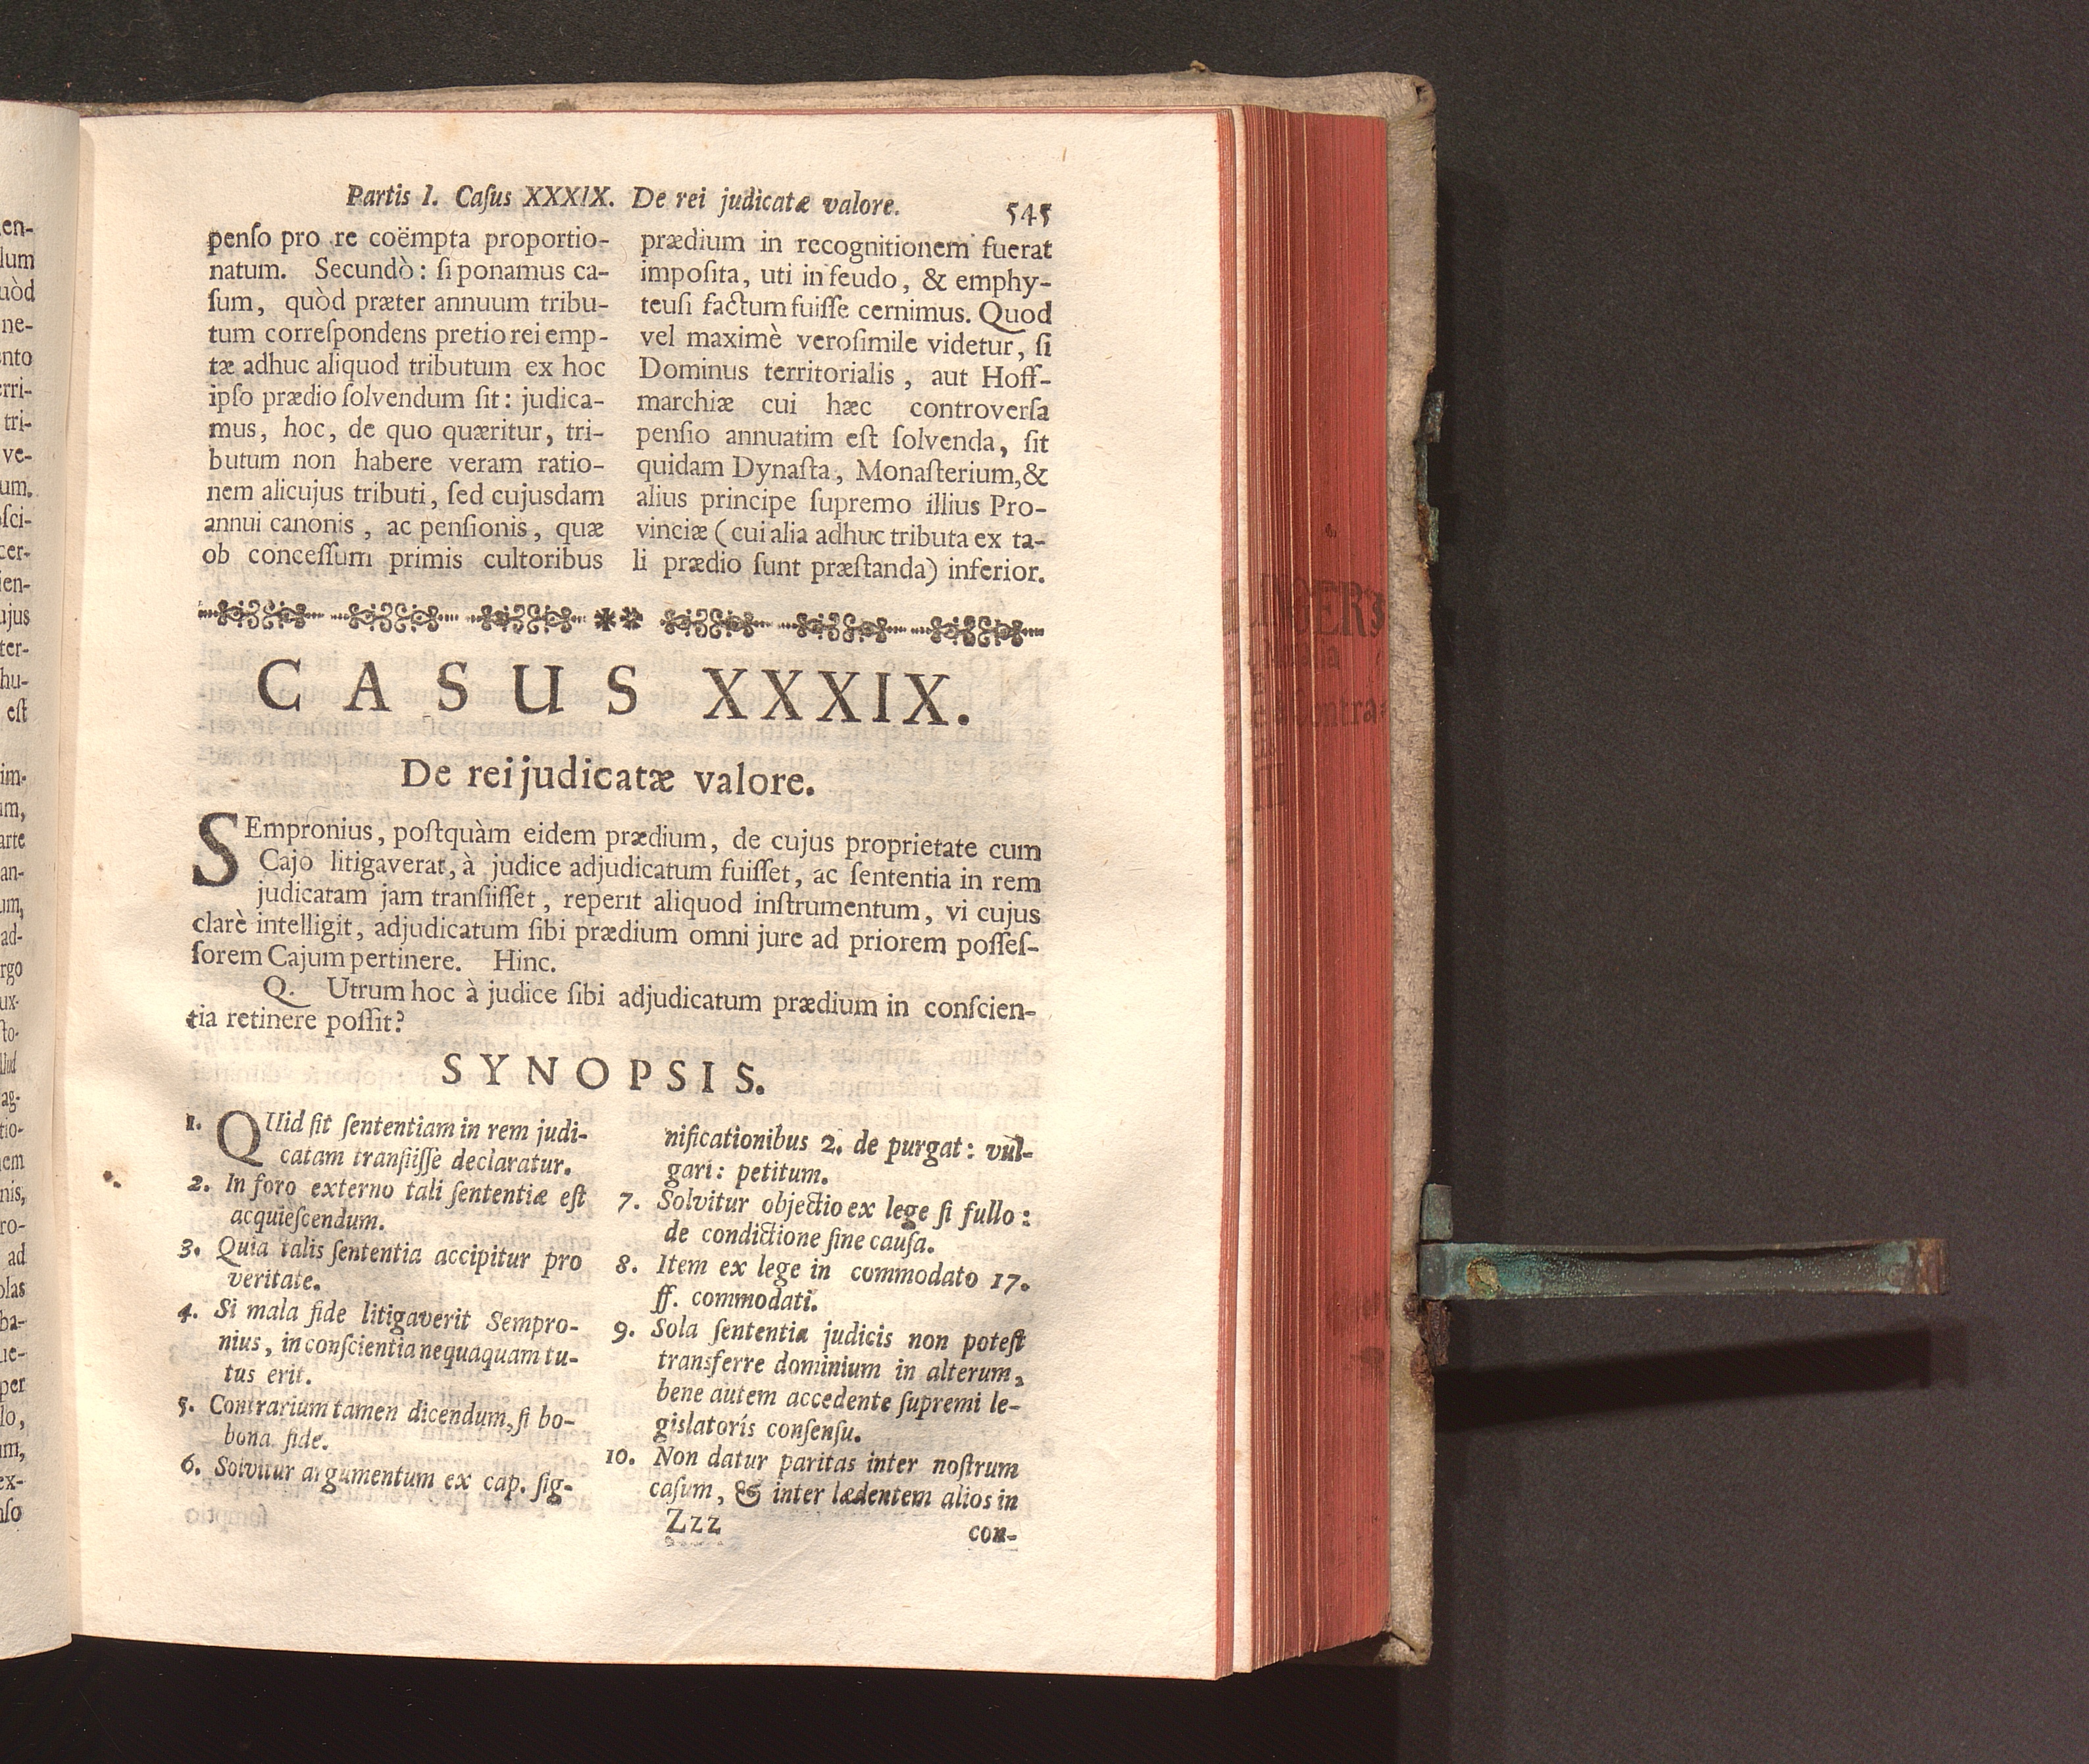 Partis I. Caſus XXXIX. De rei judicatæ valore. 545
penſo pro re coëmpta proportio-
natum. Secundò: ſi ponamus ca-
ſum, quòd præter annuum tribu-
tum correſpondens pretio rei emp-
tæ adhuc aliquod tributum ex hoc
ipſo prædio ſolvendum ſit: judica-
mus, hoc, de quo quæritur, tri-
butum non habere veram ratio-
nem alicujus tributi, ſed cujusdam
annui canonis, ac penſionis, quæ
ob conceſſum primis cultoribus
prædium in recognitionem fuerat
impoſita, uti in feudo, & emphy-
teuſi factum fuiſſe cernimus. Quod
vel maximè veroſimile videtur, ſi
Dominus territorialis, aut Hoff-
marchiæ cui hæc controverſa
penſio annuatim eſt ſolvenda, ſit
quidam Dynaſta, Monaſterium, &
alius principe ſupremo illius Pro-
vinciæ (cui alia adhuc tributa ex ta-
li prædio ſunt præſtanda) inferior.
CASUS XXXIX.
De rei judicatæ valore.
SEmpronius, poſtquàm eidem prædium, de cujus proprietate cum
Cajo litigaverat, à judice adjudicatum fuiſſet, ac ſententia in rem
judicatam jam tranſiiſſet, reperit aliquod inſtrumentum, vi cujus
clarè intelligit, adjudicatum ſibi prædium omni jure ad priorem poſſeſ-
ſorem Cajum pertinere. Hinc.
Q. Utrum hoc à judice ſibi adjudicatum prædium in conſcien-
tia retinere poſſit?
SYNOPSIS.
1. QUid ſit ſententiam in rem judi-
catam tranſiiſſe declaratur.
2. In foro externo tali ſententiæ eſt
acquieſcendum.
3. Quia talis ſententia accipitur pro
veritate.
4. Si mala fide litigaverit Sempro-
nius, in conſcientia nequaquam tu-
tus erit.
5. Contrarium tamen dicendum, ſi bo-
bona fide.
6. Solvitur argumentum ex cap. ſig-
nificationibus 2. de purgat: vul-
gari: petitum.
7. Solvitur objectio ex lege ſi fullo:
de condictione ſine cauſa.
8. Item ex lege in commodato 17.
ff. commodati.
9. Sola ſententia judicis non poteſt
transferre dominium in alterum,
bene autem accedente ſupremi le-
gislatoris conſenſu.
10. Non datur paritas inter noſtrum
caſum, & inter lædentem alios in
Zzz con-